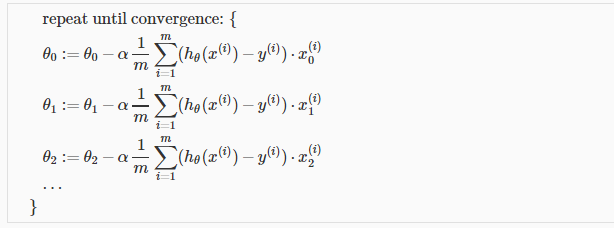 repeat until convergence: {
θ₀ := θ₀ − α 1/m ∑ᵢ₌₁ᵐ (h_θ(x⁽ⁱ⁾) − y⁽ⁱ⁾) · x₀⁽ⁱ⁾
θ₁ := θ₁ − α 1/m ∑ᵢ₌₁ᵐ (h_θ(x⁽ⁱ⁾) − y⁽ⁱ⁾) · x₁⁽ⁱ⁾
θ₂ := θ₂ − α 1/m ∑ᵢ₌₁ᵐ (h_θ(x⁽ⁱ⁾) − y⁽ⁱ⁾) · x₂⁽ⁱ⁾
…
}